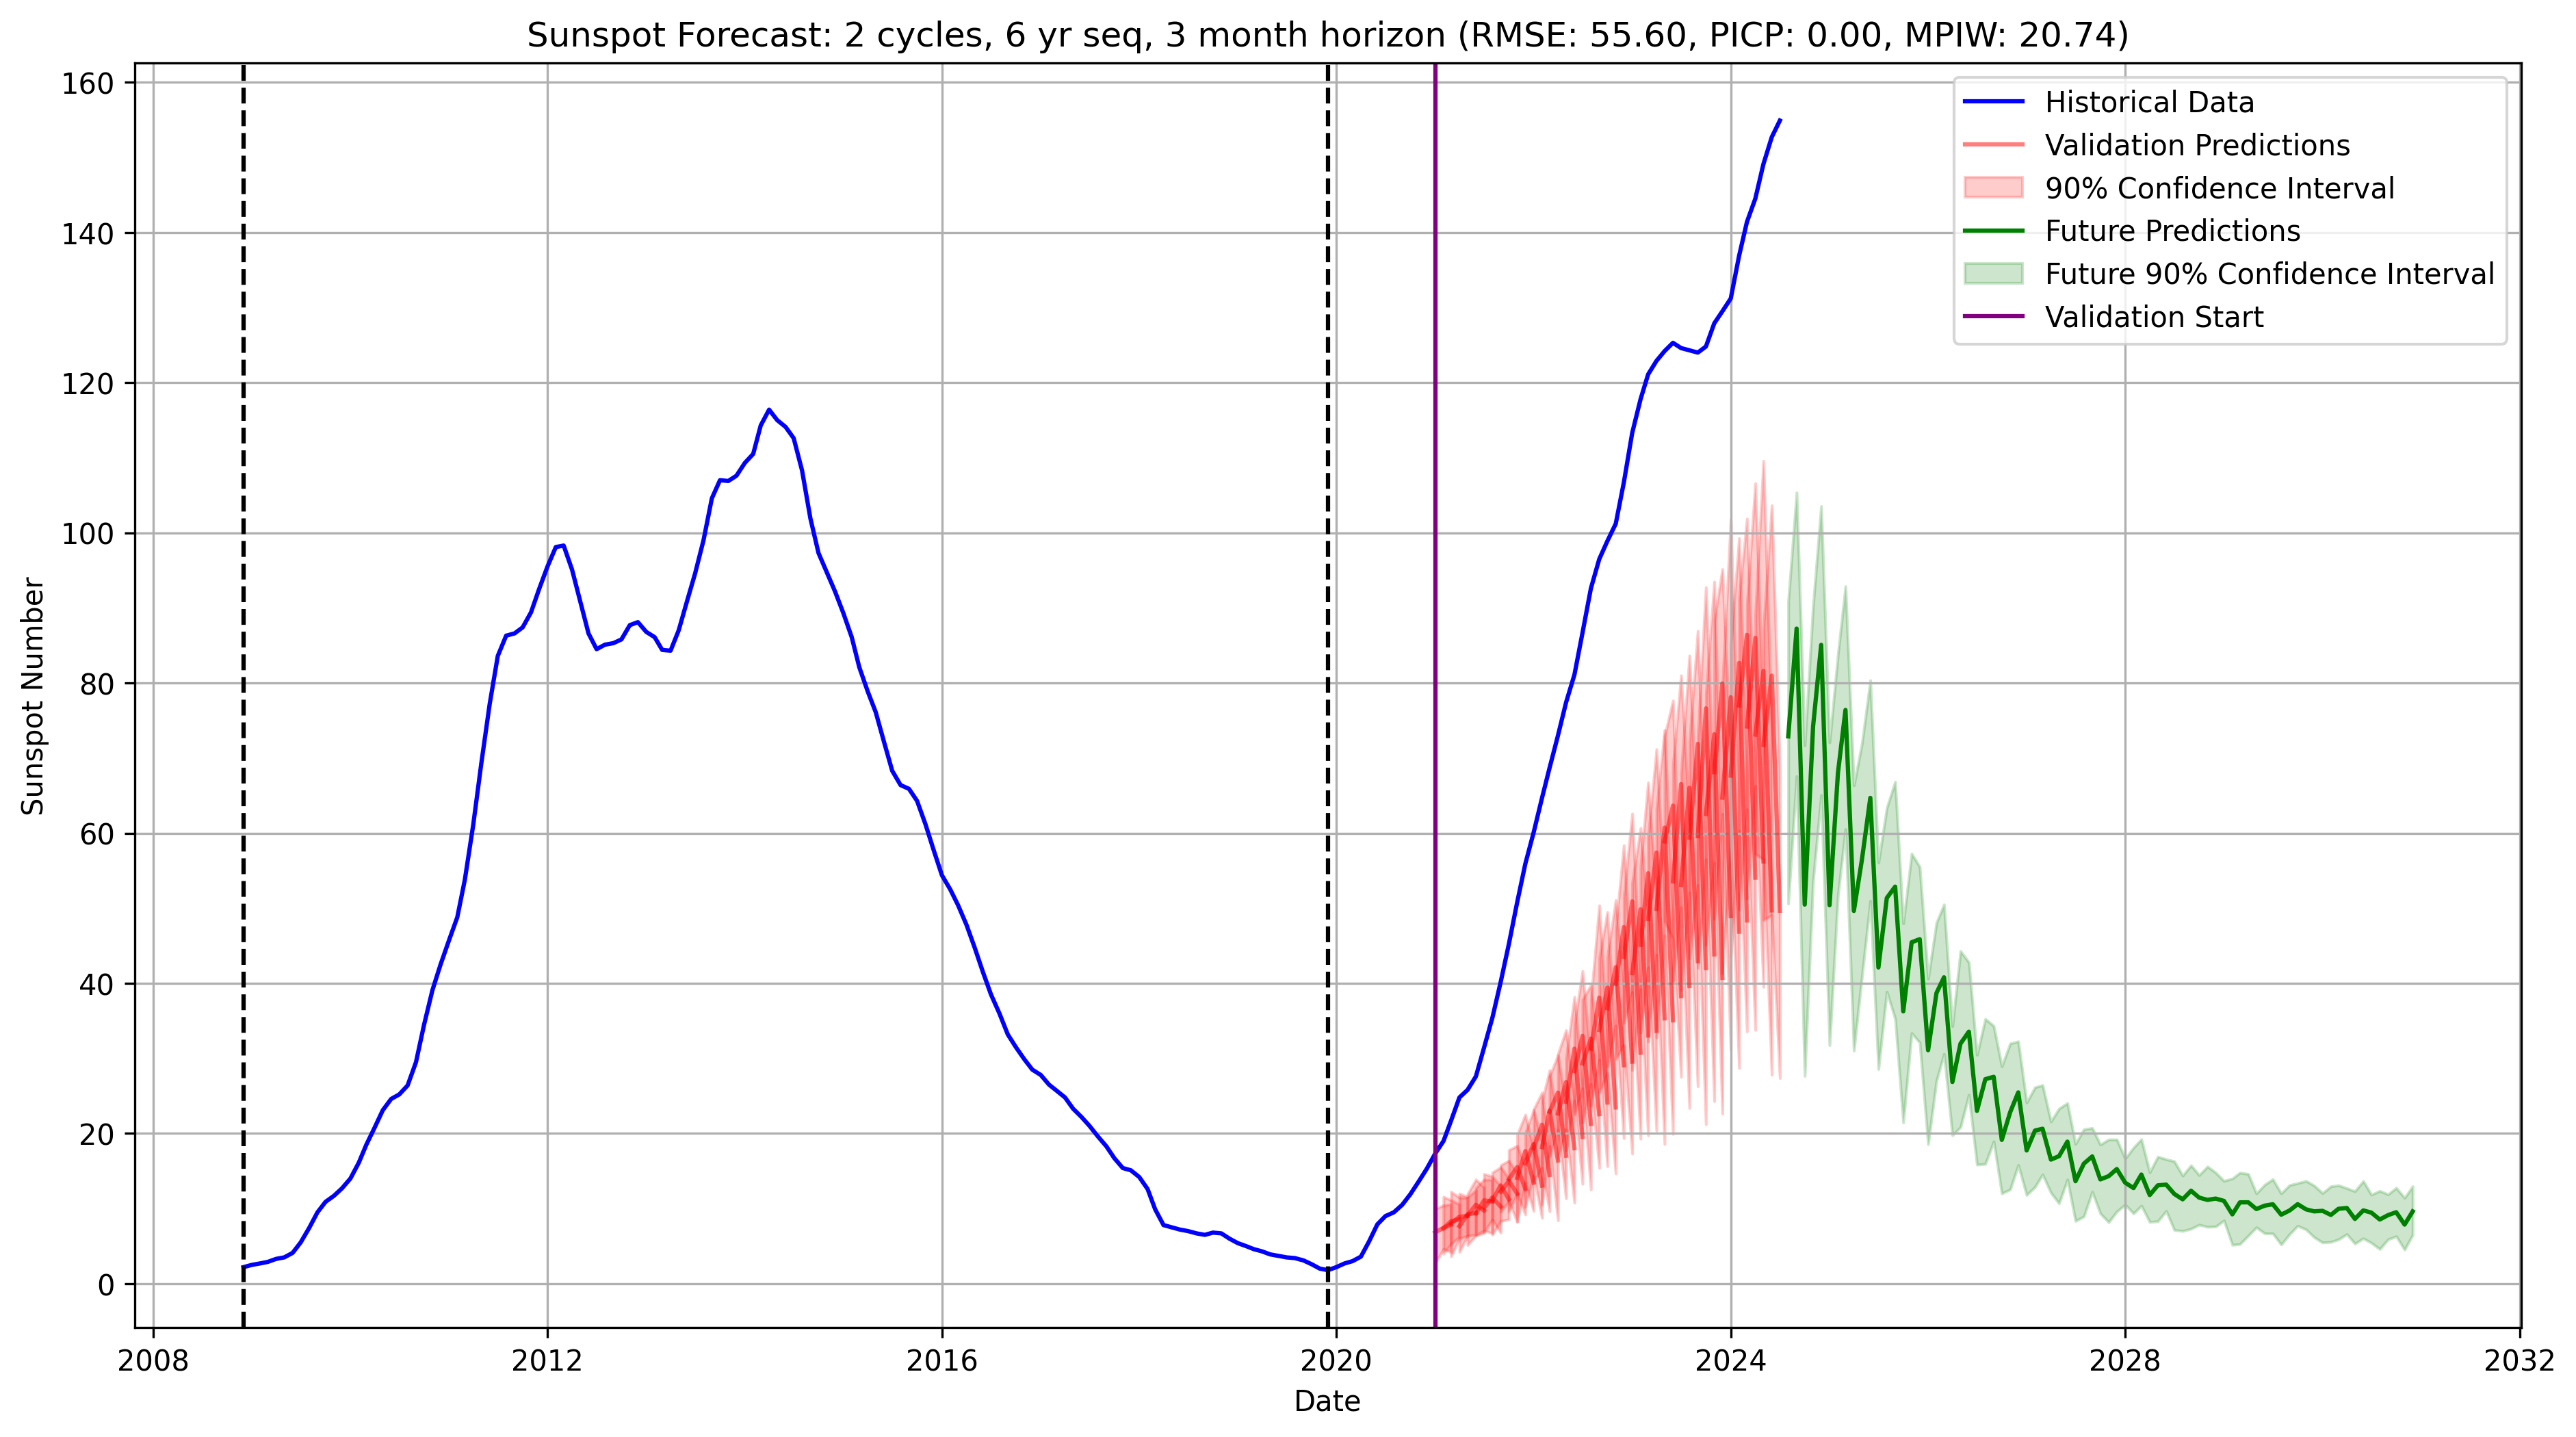 Sunspot Forecast: 2 cycles, 6 yr seq, 3 month horizon (RMSE: 55.60, PICP: 0.00, MPIW: 20.74)
Historical Data
Validation Predictions
90% Confidence Interval
Future Predictions
Future 90% Confidence Interval
Validation Start
Sunspot Number
160
140
120
100
80
60
40
20
0
2008 2012 2016 2020 2024 2028 2032
Date